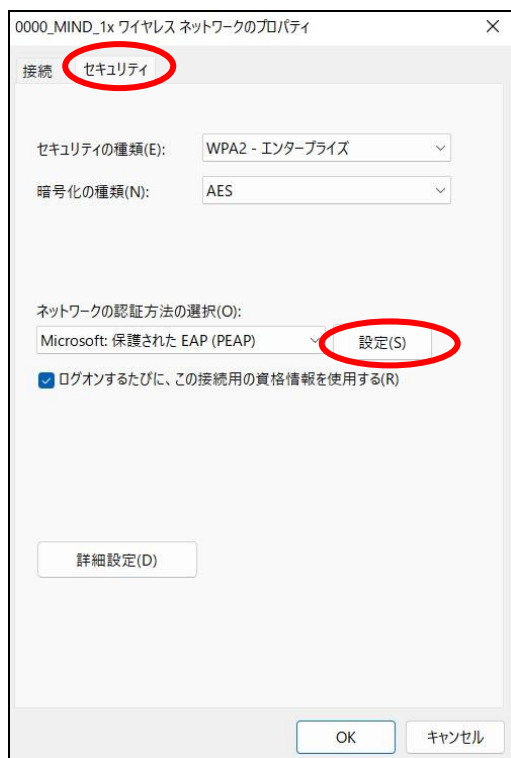 0000_MIND_1x ワイヤレス ネットワークのプロパティ
接続 セキュリティ
セキュリティの種類(E): WPA2 - エンタープライズ
暗号化の種類(N): AES
ネットワークの認証方法の選択(O):
Microsoft: 保護された EAP (PEAP) 設定(S)
ログオンするたびに、この接続用の資格情報を使用する(R)
詳細設定(D)
OK キャンセル